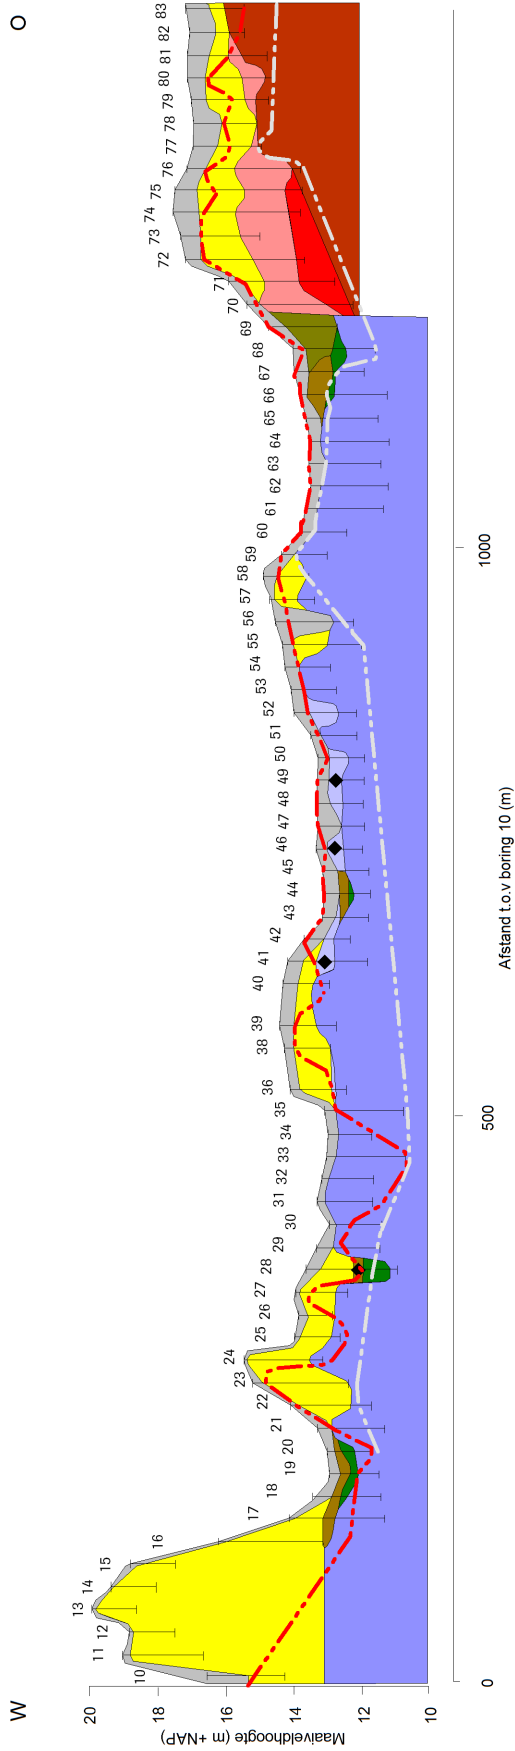 W
O
10 11 12 13 14 15 16 17 18 19 20 21 22 23 24 25 26 27 28 29 30 31 32 33 34 35 36 38 39 40 41 42 43 44 45 46 47 48 49 50 51 52 53 54 55 56 57 58 59 60 61 62 63 64 65 66 67 68 69 70 71 72 73 74 75 76 77 78 79 80 81 82 83
Maaiveldhoogte (m +NAP)
20
18
16
14
12
10
0 500 1000
Afstand t.o.v boring 10 (m)